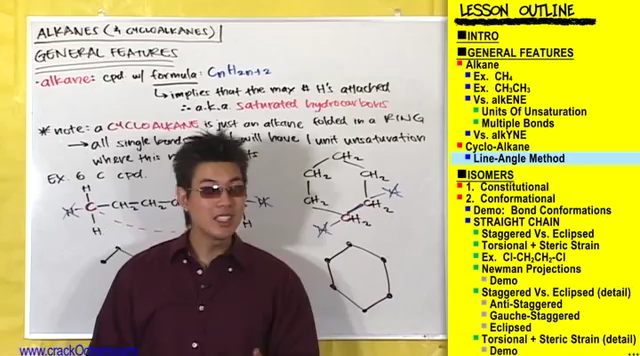 ALKANES (& CYCLOALKANES)
GENERAL FEATURES
-alkane: cpd w/ formula: CnH2n+2
↳ implies that the max # H's attached
∴ a.k.a. saturated hydrocarbons
* note: a CYCLOALKANE is just an alkane folded in a RING
→ all single bond will have 1 unit unsaturation
where this
EX. 6 C cpd.
H
C - CH2 - CH2
H
CH2
CH2
CH2
CH2
CH2
CH2
LESSON OUTLINE
INTRO
GENERAL FEATURES
Alkane
Ex. CH4
Ex. CH3CH3
Vs. alkENE
Units Of Unsaturation
Multiple Bonds
Vs. alkYNE
Cyclo-Alkane
Line-Angle Method
ISOMERS
1. Constitutional
2. Conformational
Demo: Bond Conformations
STRAIGHT CHAIN
Staggered Vs. Eclipsed
Torsional + Steric Strain
Ex. Cl-CH2CH2-Cl
Newman Projections
Demo
Staggered Vs. Eclipsed (detail)
Anti-Staggered
Gauche-Staggered
Eclipsed
Torsional + Steric Strain (detail)
Demo